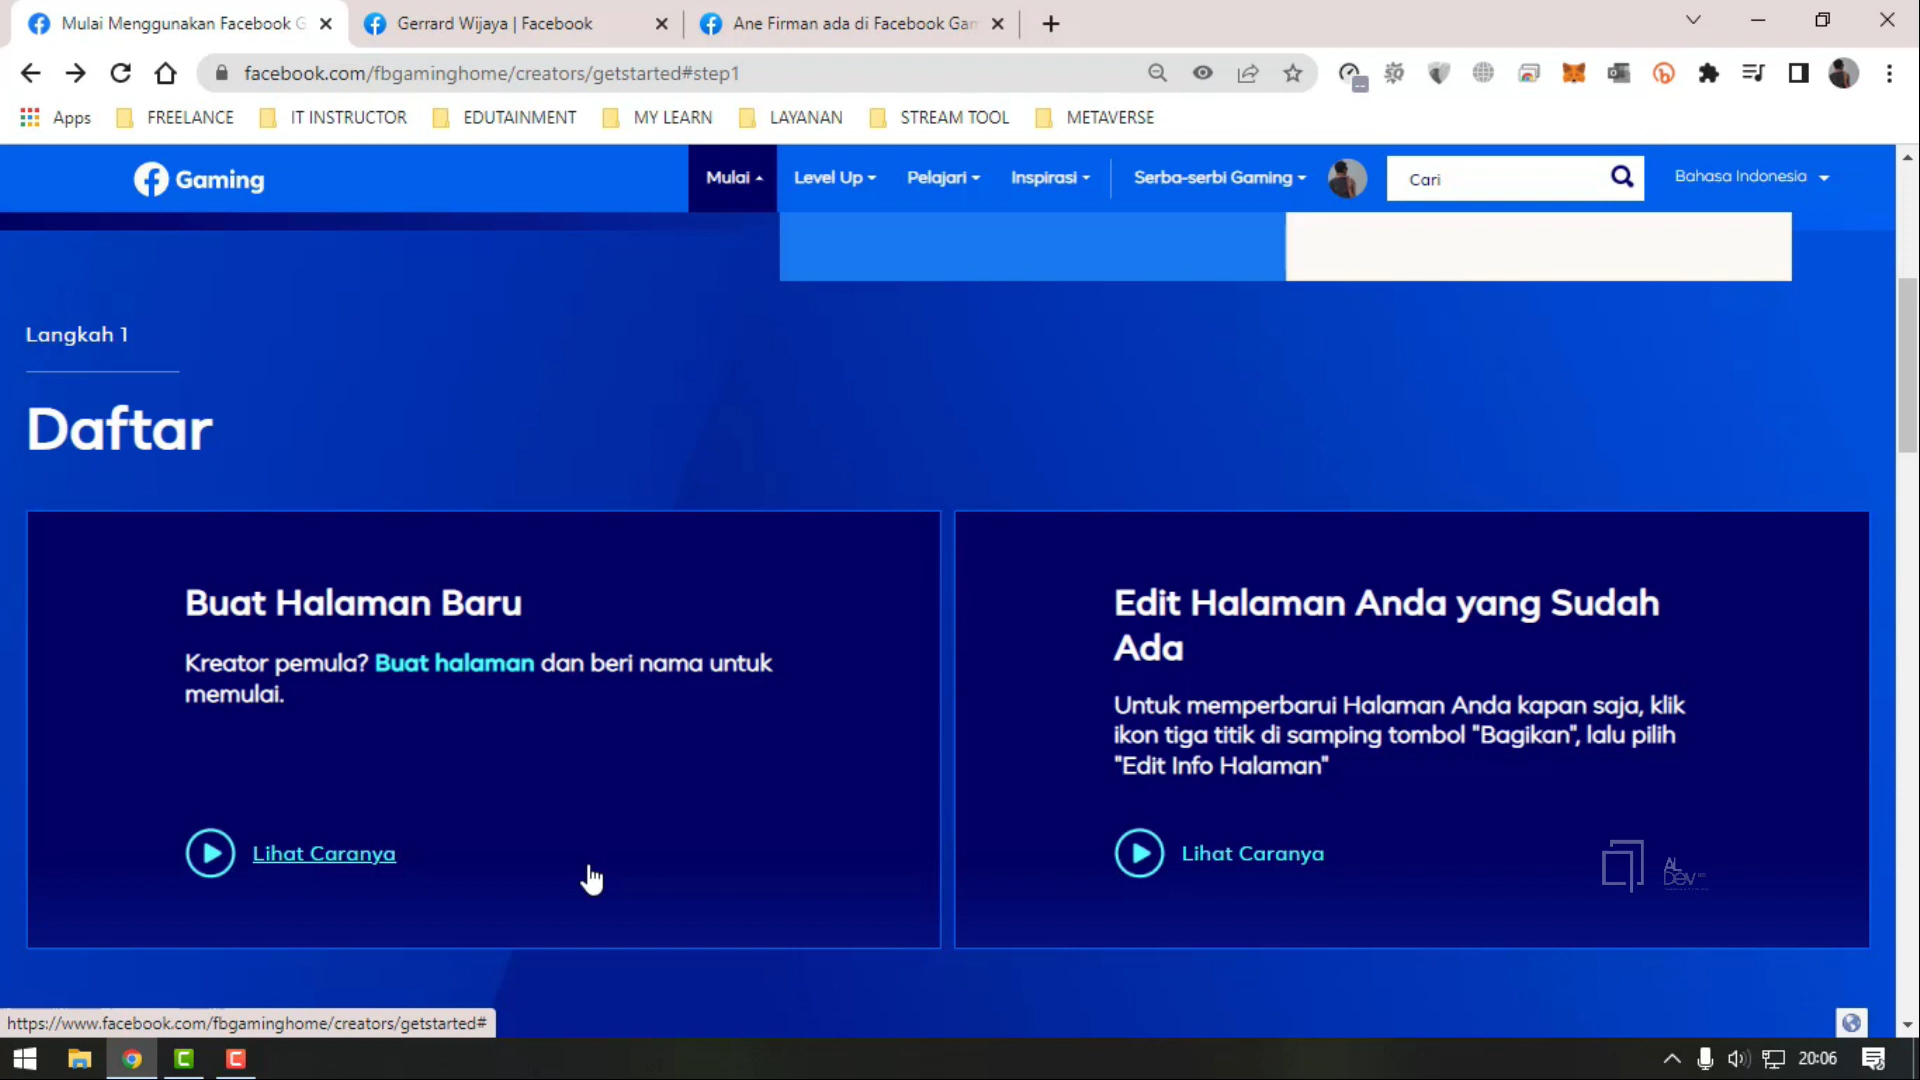 Mulai Menggunakan Facebook G
Gerrard Wijaya | Facebook
Ane Firman ada di Facebook Gam
facebook.com/fbgaminghome/creators/getstarted#step1
Apps
FREELANCE
IT INSTRUCTOR
EDUTAINMENT
MY LEARN
LAYANAN
STREAM TOOL
METAVERSE
Gaming
Mulai
Level Up
Pelajari
Inspirasi
Serba-serbi Gaming
Cari
Bahasa Indonesia
Langkah 1
Daftar
Buat Halaman Baru
Kreator pemula? Buat halaman dan beri nama untuk
memulai.
Lihat Caranya
Edit Halaman Anda yang Sudah
Ada
Untuk memperbarui Halaman Anda kapan saja, klik
ikon tiga titik di samping tombol "Bagikan", lalu pilih
"Edit Info Halaman"
Lihat Caranya
AL
Dev
https://www.facebook.com/fbgaminghome/creators/getstarted#
20:06